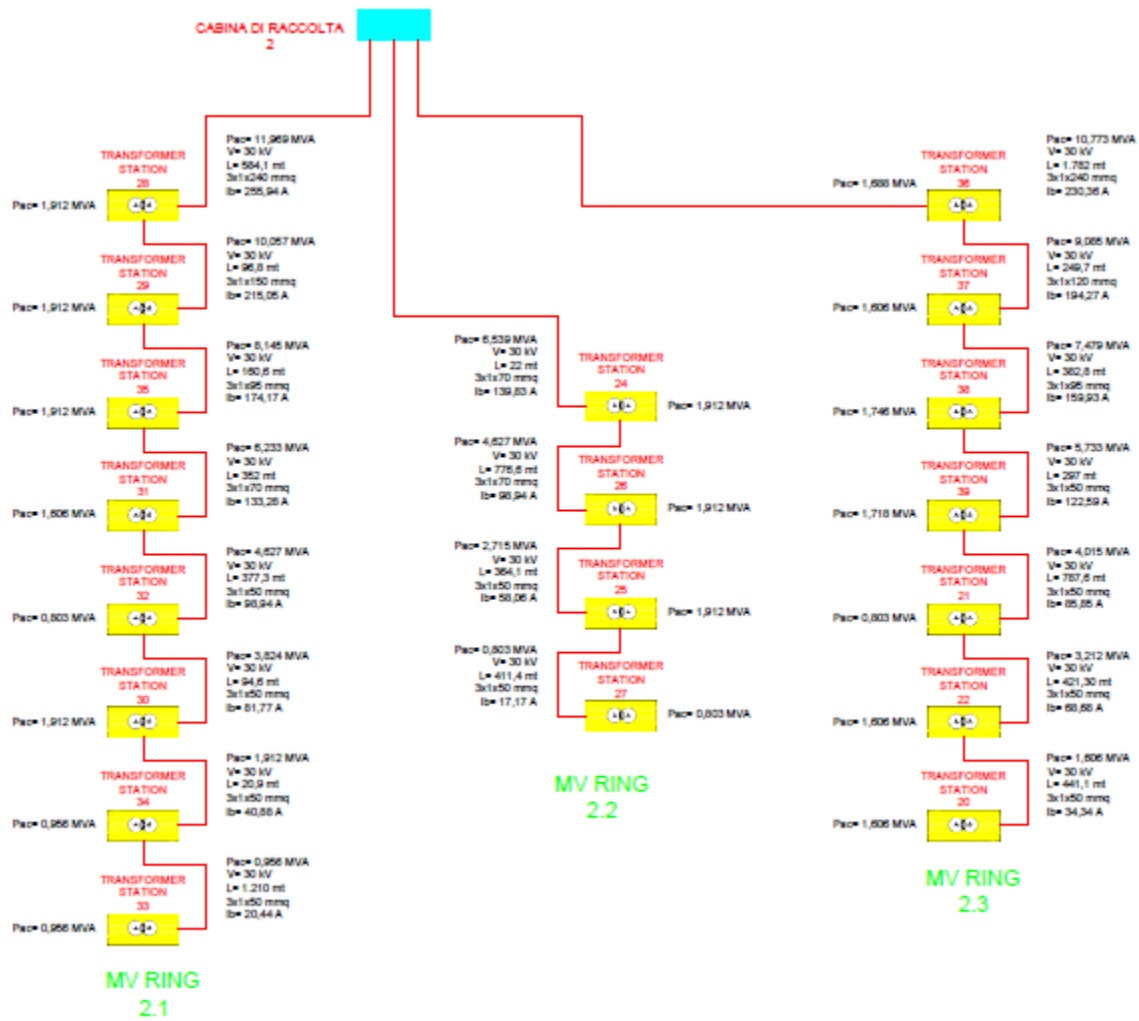 CABINA DI RACCOLTA
2
TRANSFORMER
STATION
28
Pac= 1,912 MVA
Pac= 11,969 MVA
V= 30 kV
L= 584,1 mt
3x1x240 mmq
Ib= 255,94 A
TRANSFORMER
STATION
29
Pac= 1,912 MVA
Pac= 10,057 MVA
V= 30 kV
L= 96,8 mt
3x1x150 mmq
Ib= 215,05 A
TRANSFORMER
STATION
35
Pac= 1,912 MVA
Pac= 8,145 MVA
V= 30 kV
L= 160,6 mt
3x1x95 mmq
Ib= 174,17 A
TRANSFORMER
STATION
31
Pac= 1,606 MVA
Pac= 6,233 MVA
V= 30 kV
L= 352 mt
3x1x70 mmq
Ib= 133,28 A
TRANSFORMER
STATION
32
Pac= 0,803 MVA
Pac= 4,627 MVA
V= 30 kV
L= 377,3 mt
3x1x50 mmq
Ib= 98,94 A
TRANSFORMER
STATION
30
Pac= 1,912 MVA
Pac= 3,824 MVA
V= 30 kV
L= 94,6 mt
3x1x50 mmq
Ib= 81,77 A
TRANSFORMER
STATION
34
Pac= 0,956 MVA
Pac= 1,912 MVA
V= 30 kV
L= 20,9 mt
3x1x50 mmq
Ib= 40,88 A
TRANSFORMER
STATION
33
Pac= 0,956 MVA
Pac= 0,956 MVA
V= 30 kV
L= 1.210 mt
3x1x50 mmq
Ib= 20,44 A
MV RING
2.1
Pac= 6,539 MVA
V= 30 kV
L= 22 mt
3x1x70 mmq
Ib= 139,83 A
TRANSFORMER
STATION
24
Pac= 1,912 MVA
Pac= 4,627 MVA
V= 30 kV
L= 776,6 mt
3x1x70 mmq
Ib= 98,94 A
TRANSFORMER
STATION
26
Pac= 1,912 MVA
Pac= 2,715 MVA
V= 30 kV
L= 364,1 mt
3x1x50 mmq
Ib= 58,06 A
TRANSFORMER
STATION
25
Pac= 1,912 MVA
Pac= 0,803 MVA
V= 30 kV
L= 411,4 mt
3x1x50 mmq
Ib= 17,17 A
TRANSFORMER
STATION
27
Pac= 0,803 MVA
MV RING
2.2
TRANSFORMER
STATION
36
Pac= 1,688 MVA
Pac= 10,773 MVA
V= 30 kV
L= 1.782 mt
3x1x240 mmq
Ib= 230,36 A
TRANSFORMER
STATION
37
Pac= 1,606 MVA
Pac= 9,085 MVA
V= 30 kV
L= 249,7 mt
3x1x120 mmq
Ib= 194,27 A
TRANSFORMER
STATION
38
Pac= 1,746 MVA
Pac= 7,479 MVA
V= 30 kV
L= 382,8 mt
3x1x95 mmq
Ib= 159,93 A
TRANSFORMER
STATION
39
Pac= 1,718 MVA
Pac= 5,733 MVA
V= 30 kV
L= 297 mt
3x1x50 mmq
Ib= 122,59 A
TRANSFORMER
STATION
21
Pac= 0,803 MVA
Pac= 4,015 MVA
V= 30 kV
L= 787,6 mt
3x1x50 mmq
Ib= 85,85 A
TRANSFORMER
STATION
22
Pac= 1,606 MVA
Pac= 3,212 MVA
V= 30 kV
L= 421,30 mt
3x1x50 mmq
Ib= 68,68 A
TRANSFORMER
STATION
20
Pac= 1,606 MVA
Pac= 1,606 MVA
V= 30 kV
L= 441,1 mt
3x1x50 mmq
Ib= 34,34 A
MV RING
2.3